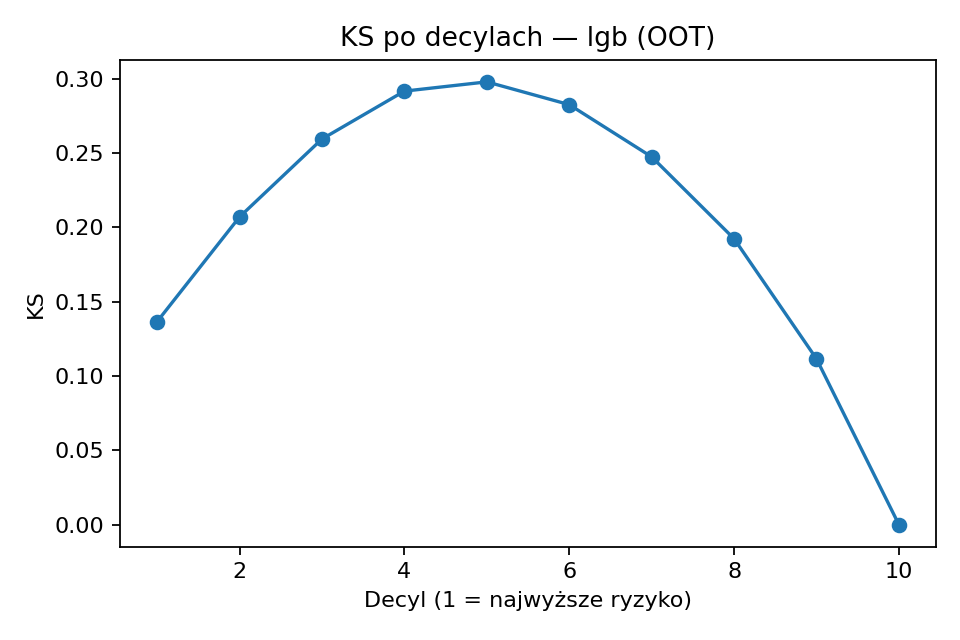 KS po decylach — lgb (OOT)
0.30
0.25
0.20
0.15
0.10
0.05
0.00
KS
2 4 6 8 10
Decyl (1 = najwyższe ryzyko)